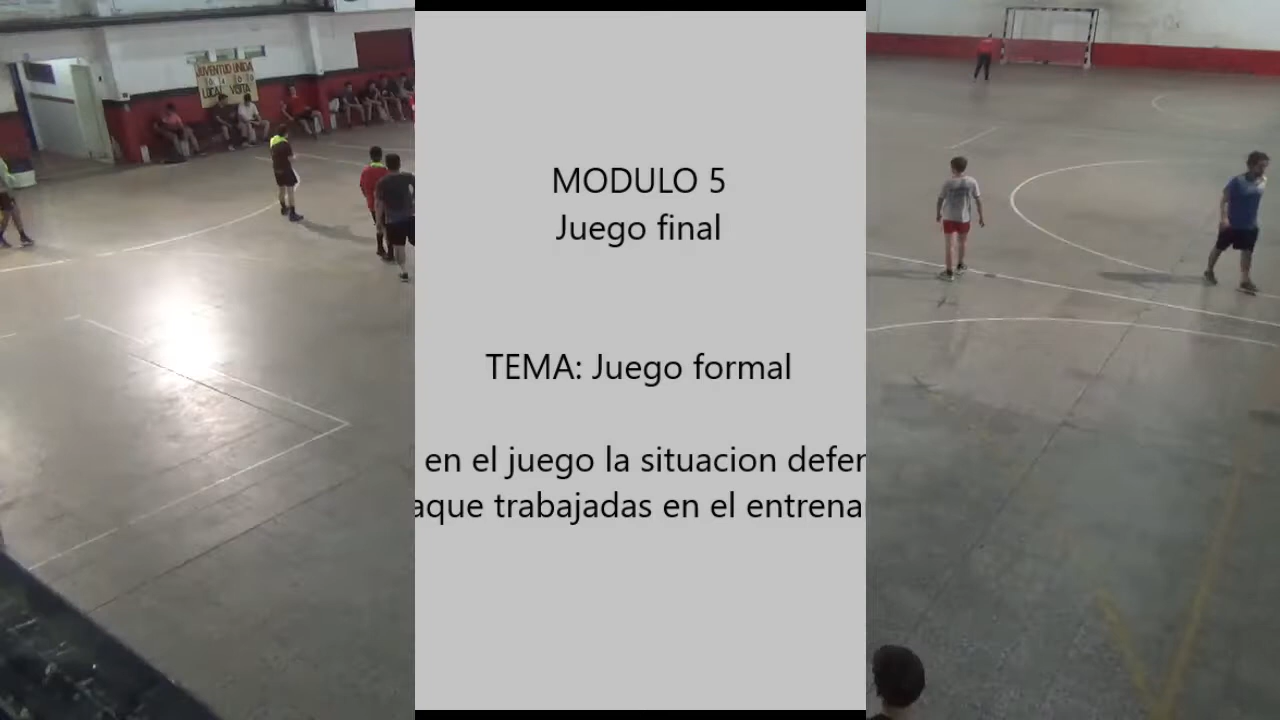 JUVENTUD UNIDA
LOCAL VISITA
MODULO 5
Juego final
TEMA: Juego formal
en el juego la situacion defen
aque trabajadas en el entrena